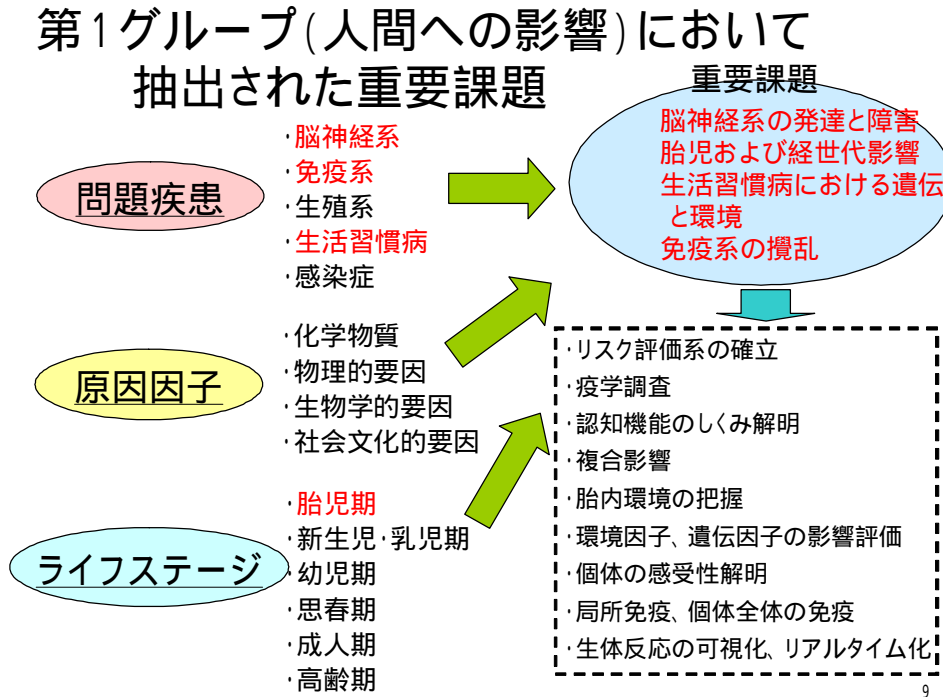 第1グループ(人間への影響)において
抽出された重要課題
問題疾患
·脳神経系
·免疫系
·生殖系
·生活習慣病
·感染症
原因因子
·化学物質
·物理的要因
·生物学的要因
·社会文化的要因
ライフステージ
·胎児期
·新生児·乳児期
·幼児期
·思春期
·成人期
·高齢期
重要課題
脳神経系の発達と障害
胎児および経世代影響
生活習慣病における遺伝
と環境
免疫系の攪乱
·リスク評価系の確立
·疫学調査
·認知機能のしくみ解明
·複合影響
·胎内環境の把握
·環境因子、遺伝因子の影響評価
·個体の感受性解明
·局所免疫、個体全体の免疫
·生体反応の可視化、リアルタイム化
9